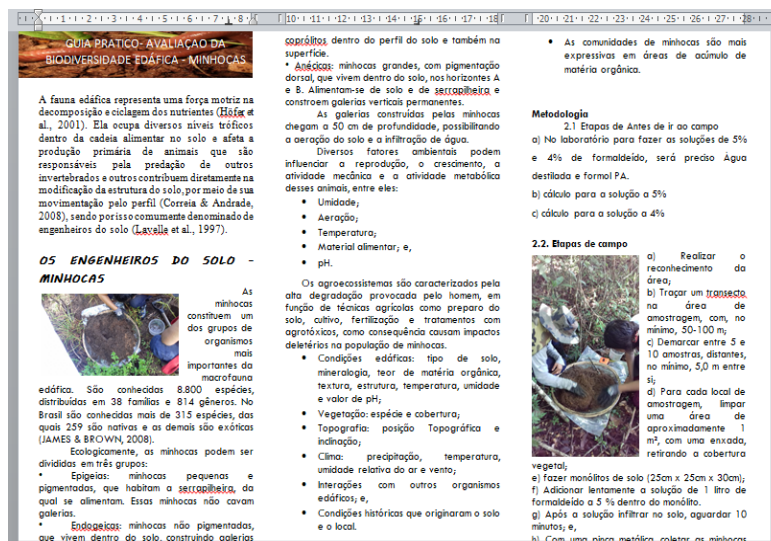 GUIA PRATICO- AVALIAÇAO DA
BIODIVERSIDADE EDÁFICA - MINHOCAS
A fauna edáfica representa uma força motriz na
decomposição e ciclagem dos nutrientes (Höfer et
al., 2001). Ela ocupa diversos níveis tróficos
dentro da cadeia alimentar no solo e afeta a
produção primária de animais que são
responsáveis pela predação de outros
invertebrados e outros contribuem diretamente na
modificação da estrutura do solo, por meio de sua
movimentação pelo perfil (Correia & Andrade,
2008), sendo por isso comumente denominado de
engenheiros do solo (Lavelle et al., 1997).
OS ENGENHEIROS DO SOLO -
MINHOCAS
As
minhocas
constituem um
dos grupos de
organismos
mais
importantes da
macrofauna
edáfica. São conhecidas 8.800 espécies,
distribuídas em 38 famílias e 814 gêneros. No
Brasil são conhecidas mais de 315 espécies, das
quais 259 são nativas e as demais são exóticas
(JAMES & BROWN, 2008).
Ecologicamente, as minhocas podem ser
divididas em três grupos:
• Epigeias: minhocas pequenas e
pigmentadas, que habitam a serrapilheira, da
qual se alimentam. Essas minhocas não cavam
galerias.
• Endogeicas: minhocas não pigmentadas,
que vivem dentro do solo, construindo galerias
coprólitos dentro do perfil do solo e também na
superfície.
• Anécicas: minhocas grandes, com pigmentação
dorsal, que vivem dentro do solo, nos horizontes A
e B. Alimentam-se de solo e de serrapilheira e
constroem galerias verticais permanentes.
As galerias construídas pelas minhocas
chegam a 50 cm de profundidade, possibilitando
a aeração do solo e a infiltração de água.
Diversos fatores ambientais podem
influenciar a reprodução, o crescimento, a
atividade mecânica e a atividade metabólica
desses animais, entre eles:
• Umidade;
• Aeração;
• Temperatura;
• Material alimentar; e,
• pH.
Os agroecossistemas são caracterizados pela
alta degradação provocada pelo homem, em
função de técnicas agrícolas como preparo do
solo, cultivo, fertilização e tratamentos com
agrotóxicos, como consequência causam impactos
deletérios na população de minhocas.
• Condições edáficas: tipo de solo,
mineralogia, teor de matéria orgânica,
textura, estrutura, temperatura, umidade
e valor de pH;
• Vegetação: espécie e cobertura;
• Topografia: posição Topográfica e
inclinação;
• Clima: precipitação, temperatura,
umidade relativa do ar e vento;
• Interações com outros organismos
edáficos; e,
• Condições históricas que originaram o solo
e o local.
• As comunidades de minhocas são mais
expressivas em áreas de acúmulo de
matéria orgânica.
Metodologia
2.1 Etapas de Antes de ir ao campo
a) No laboratório para fazer as soluções de 5%
e 4% de formaldeído, será preciso Água
destilada e formol PA.
b) cálculo para a solução a 5%
c) cálculo para a solução a 4%
2.2. Etapas de campo
a) Realizar o
reconhecimento da
área;
b) Traçar um transecto
na área de
amostragem, com, no
mínimo, 50-100 m;
c) Demarcar entre 5 e
10 amostras, distantes,
no mínimo, 5,0 m entre
si;
d) Para cada local de
amostragem, limpar
uma área de
aproximadamente 1
m², com uma enxada,
retirando a cobertura
vegetal;
e) fazer monólitos de solo (25cm x 25cm x 30cm);
f) Adicionar lentamente a solução de 1 litro de
formaldeído a 5 % dentro do monólito.
g) Após a solução infiltrar no solo, aguardar 10
minutos; e,
h) Com uma pinça metálica, coletar as minhocas